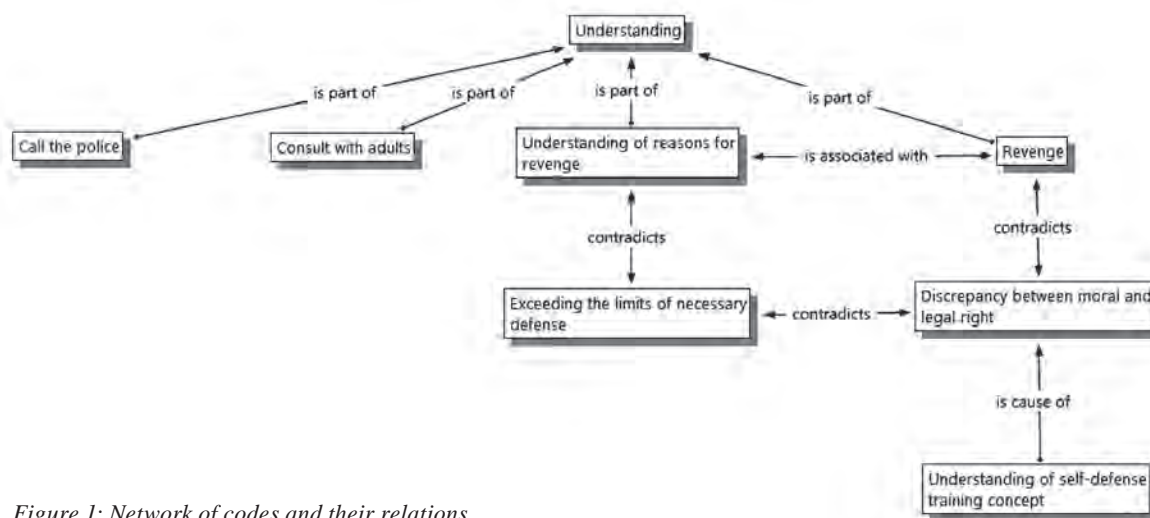 Understanding
is part of
is part of
is part of
is part of
Call the police
Consult with adults
Understanding of reasons for
revenge
is associated with
Revenge
contradicts
contradicts
Exceeding the limits of necessary
defense
contradicts
Discrepancy between moral and
legal right
is cause of
Understanding of self-defense
training concept
Figure 1: Network of codes and their relations